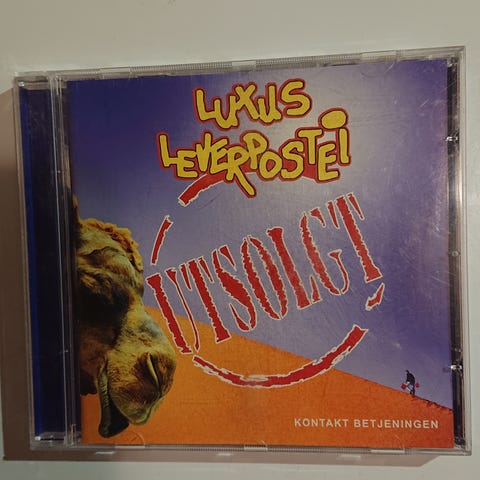 LUXUS
LEVERPOSTEi
UTSOLGT
KONTAKT BETJENINGEN